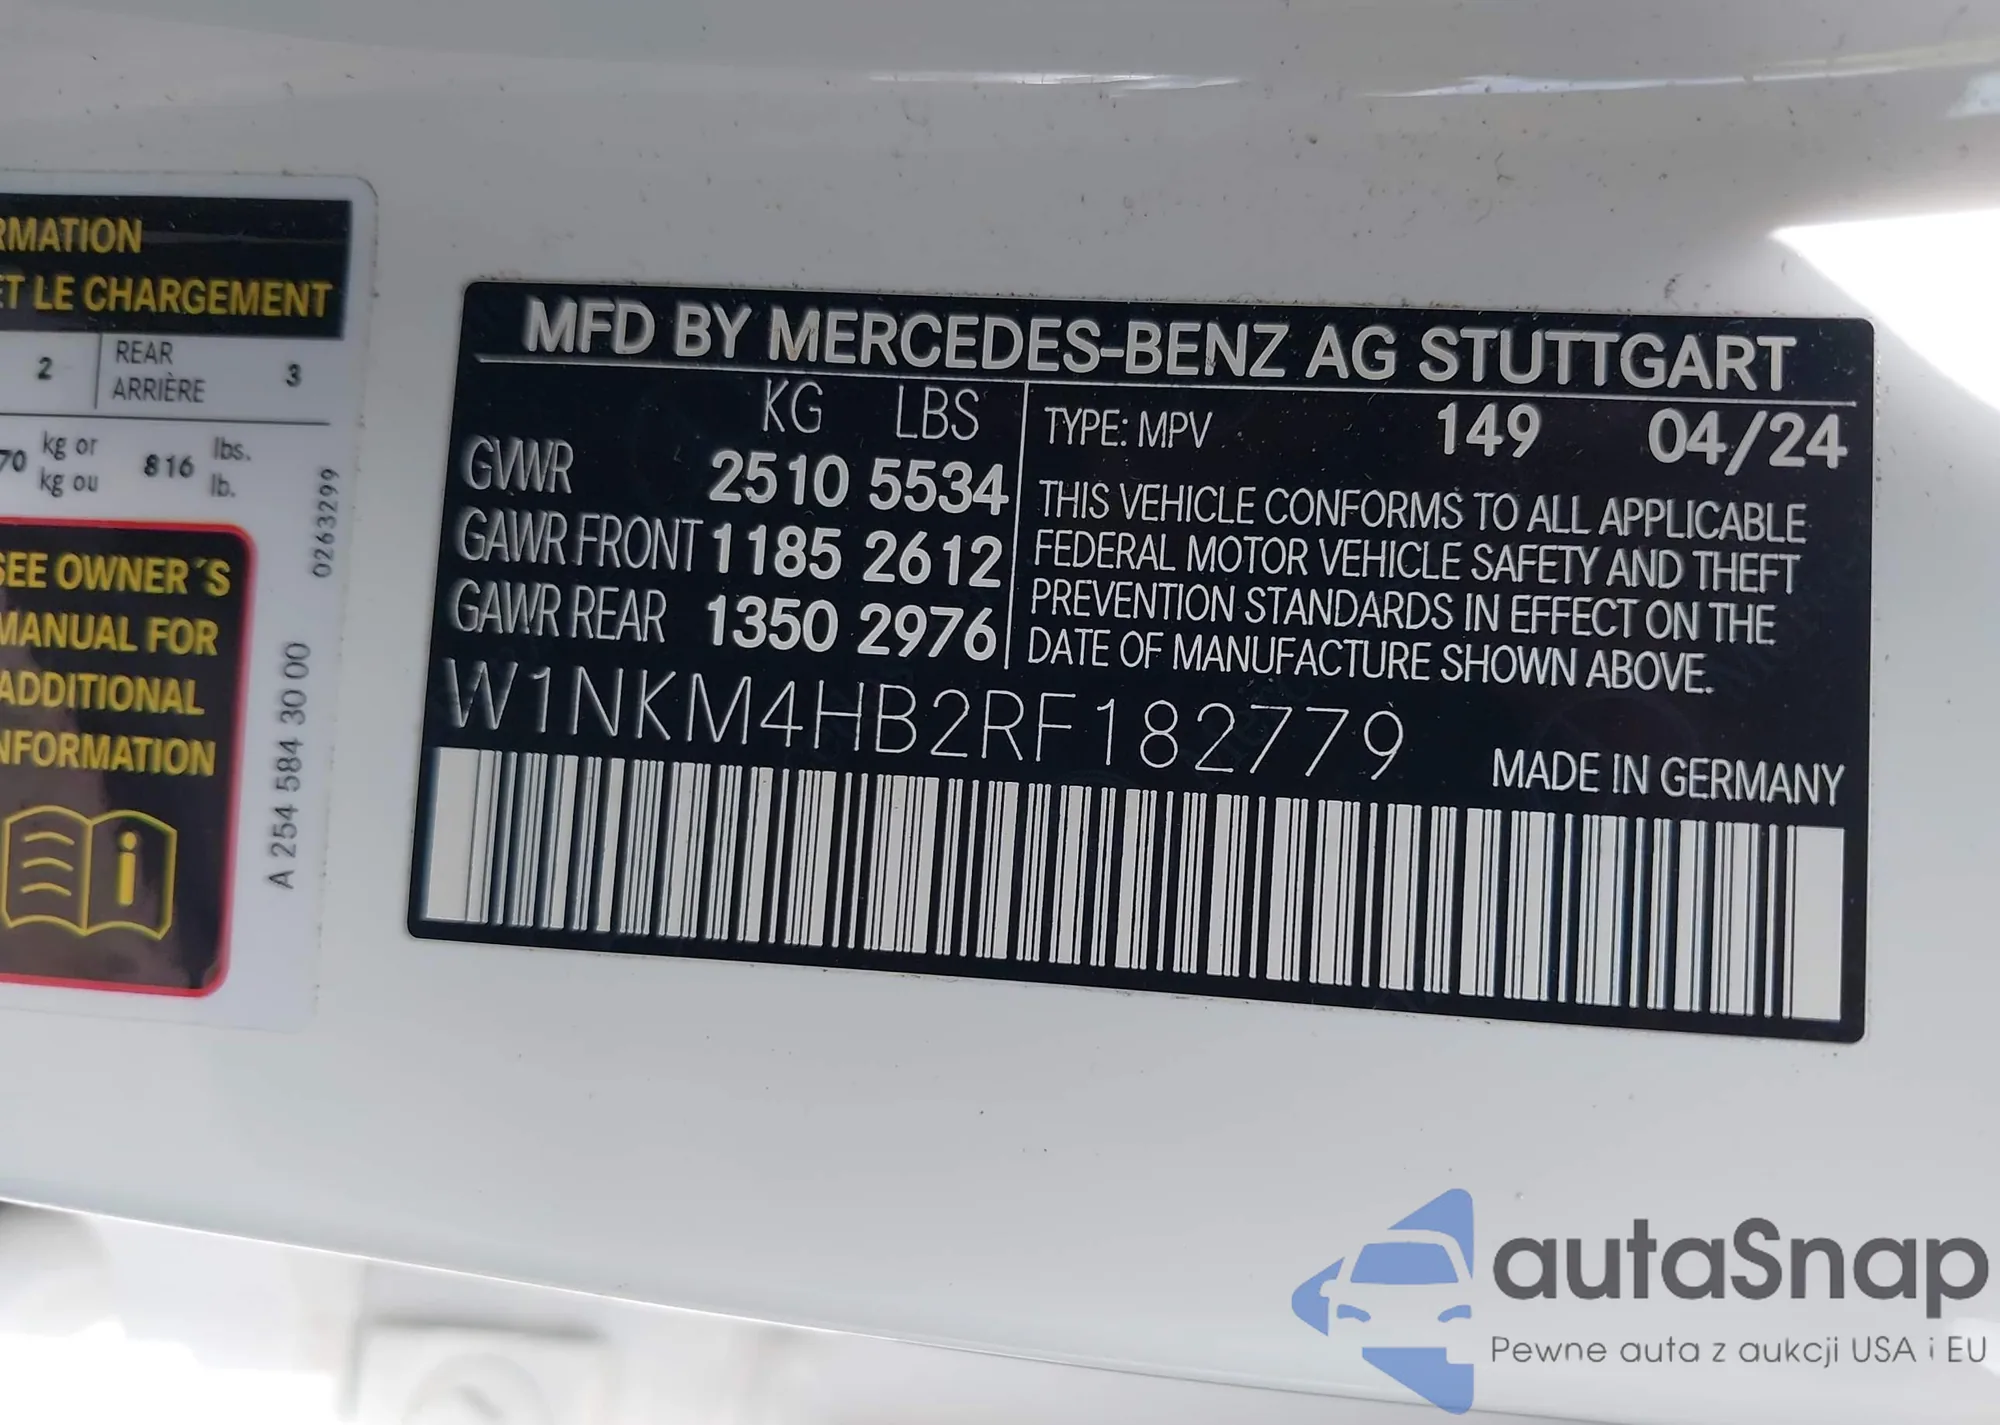 RMATION
ET LE CHARGEMENT
2 REAR 3
ARRIÈRE
70 kg or 816 lbs.
kg ou lb.
0263299
SEE OWNER´S
MANUAL FOR
ADDITIONAL
INFORMATION
i
A 254 584 30 00
MFD BY MERCEDES-BENZ AG STUTTGART
KG LBS
GVWR 2510 5534
GAWR FRONT 1185 2612
GAWR REAR 1350 2976
TYPE: MPV 149 04/24
THIS VEHICLE CONFORMS TO ALL APPLICABLE
FEDERAL MOTOR VEHICLE SAFETY AND THEFT
PREVENTION STANDARDS IN EFFECT ON THE
DATE OF MANUFACTURE SHOWN ABOVE.
W1NKM4HB2RF182779
MADE IN GERMANY
autaSnap
Pewne auta z aukcji USA i EU